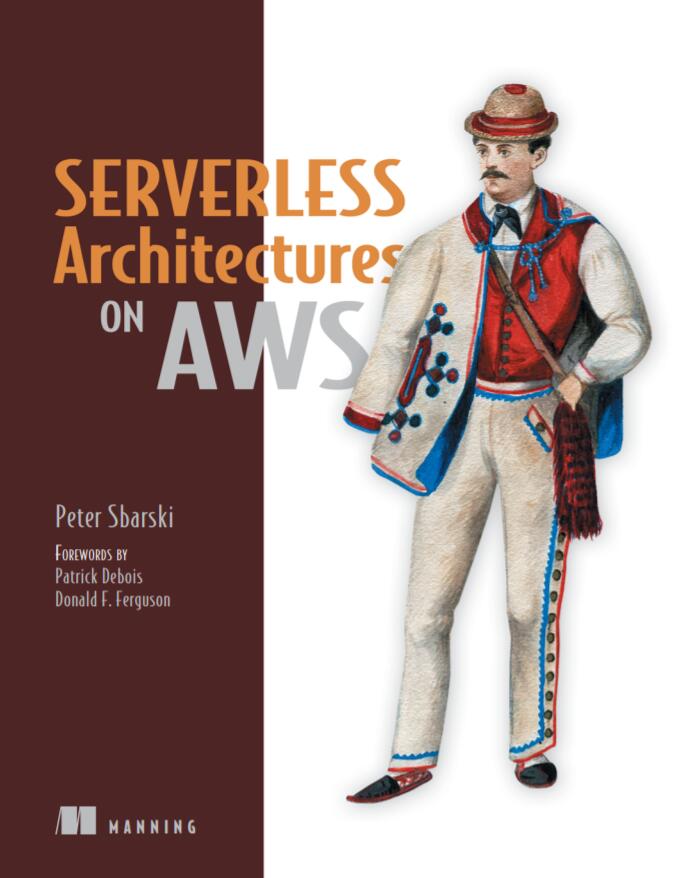 SERVERLESS
Architectures
ON AWS
Peter Sbarski
FOREWORDS BY
Patrick Debois
Donald F. Ferguson
MANNING